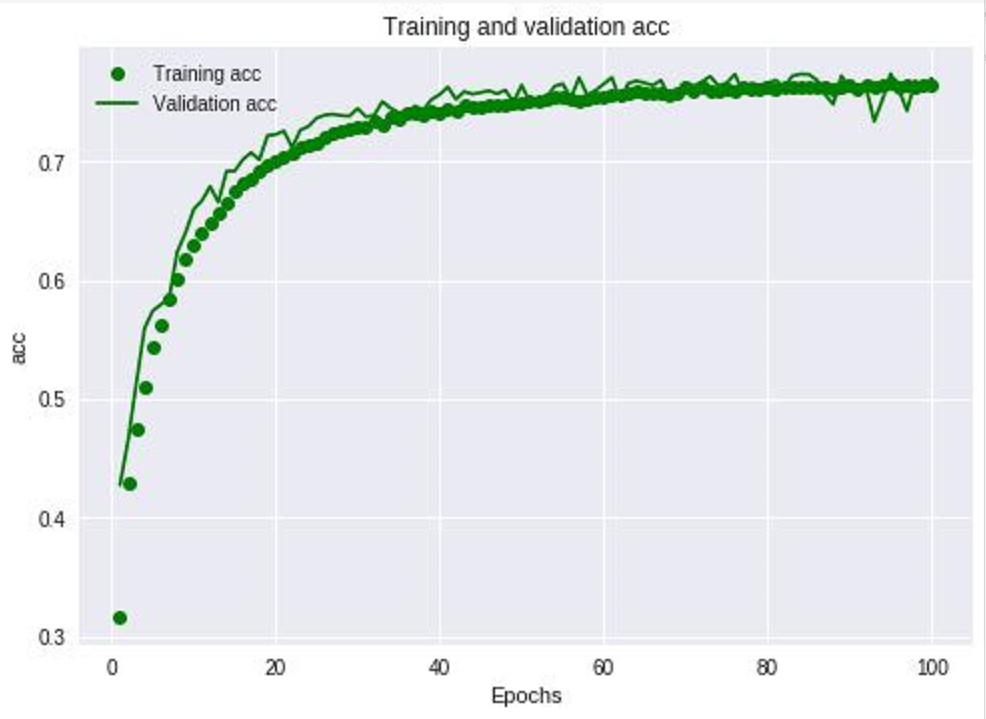 Training and validation acc
Training acc
Validation acc
0.7
0.6
0.5
0.4
0.3
acc
0 20 40 60 80 100
Epochs